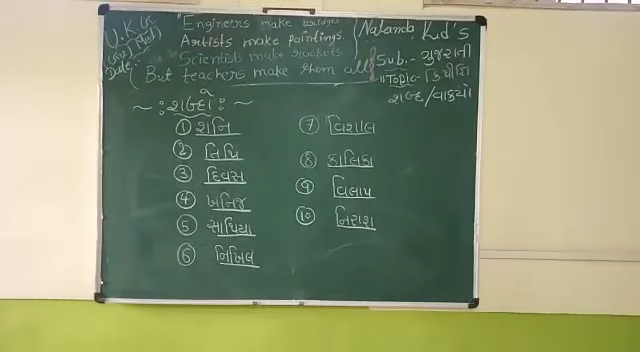 U.K.G.
Date:-
"Engineers make bridges
Artists make paintings
Scientists make rockets
But teachers make them all
Nalanda Kid's
Sub.- ગુજરાતી
Topic-
શબ્દ/વાક્યો
~ :શબ્દો: ~
① શનિ
② તિથિ
③ દિવસ
④ ખનિજ
⑤ સાથિયા
⑥ નિખિલ
⑦ વિશાલ
⑧ કાલિકા
⑨ વિલાપ
⑩ નિરાશ